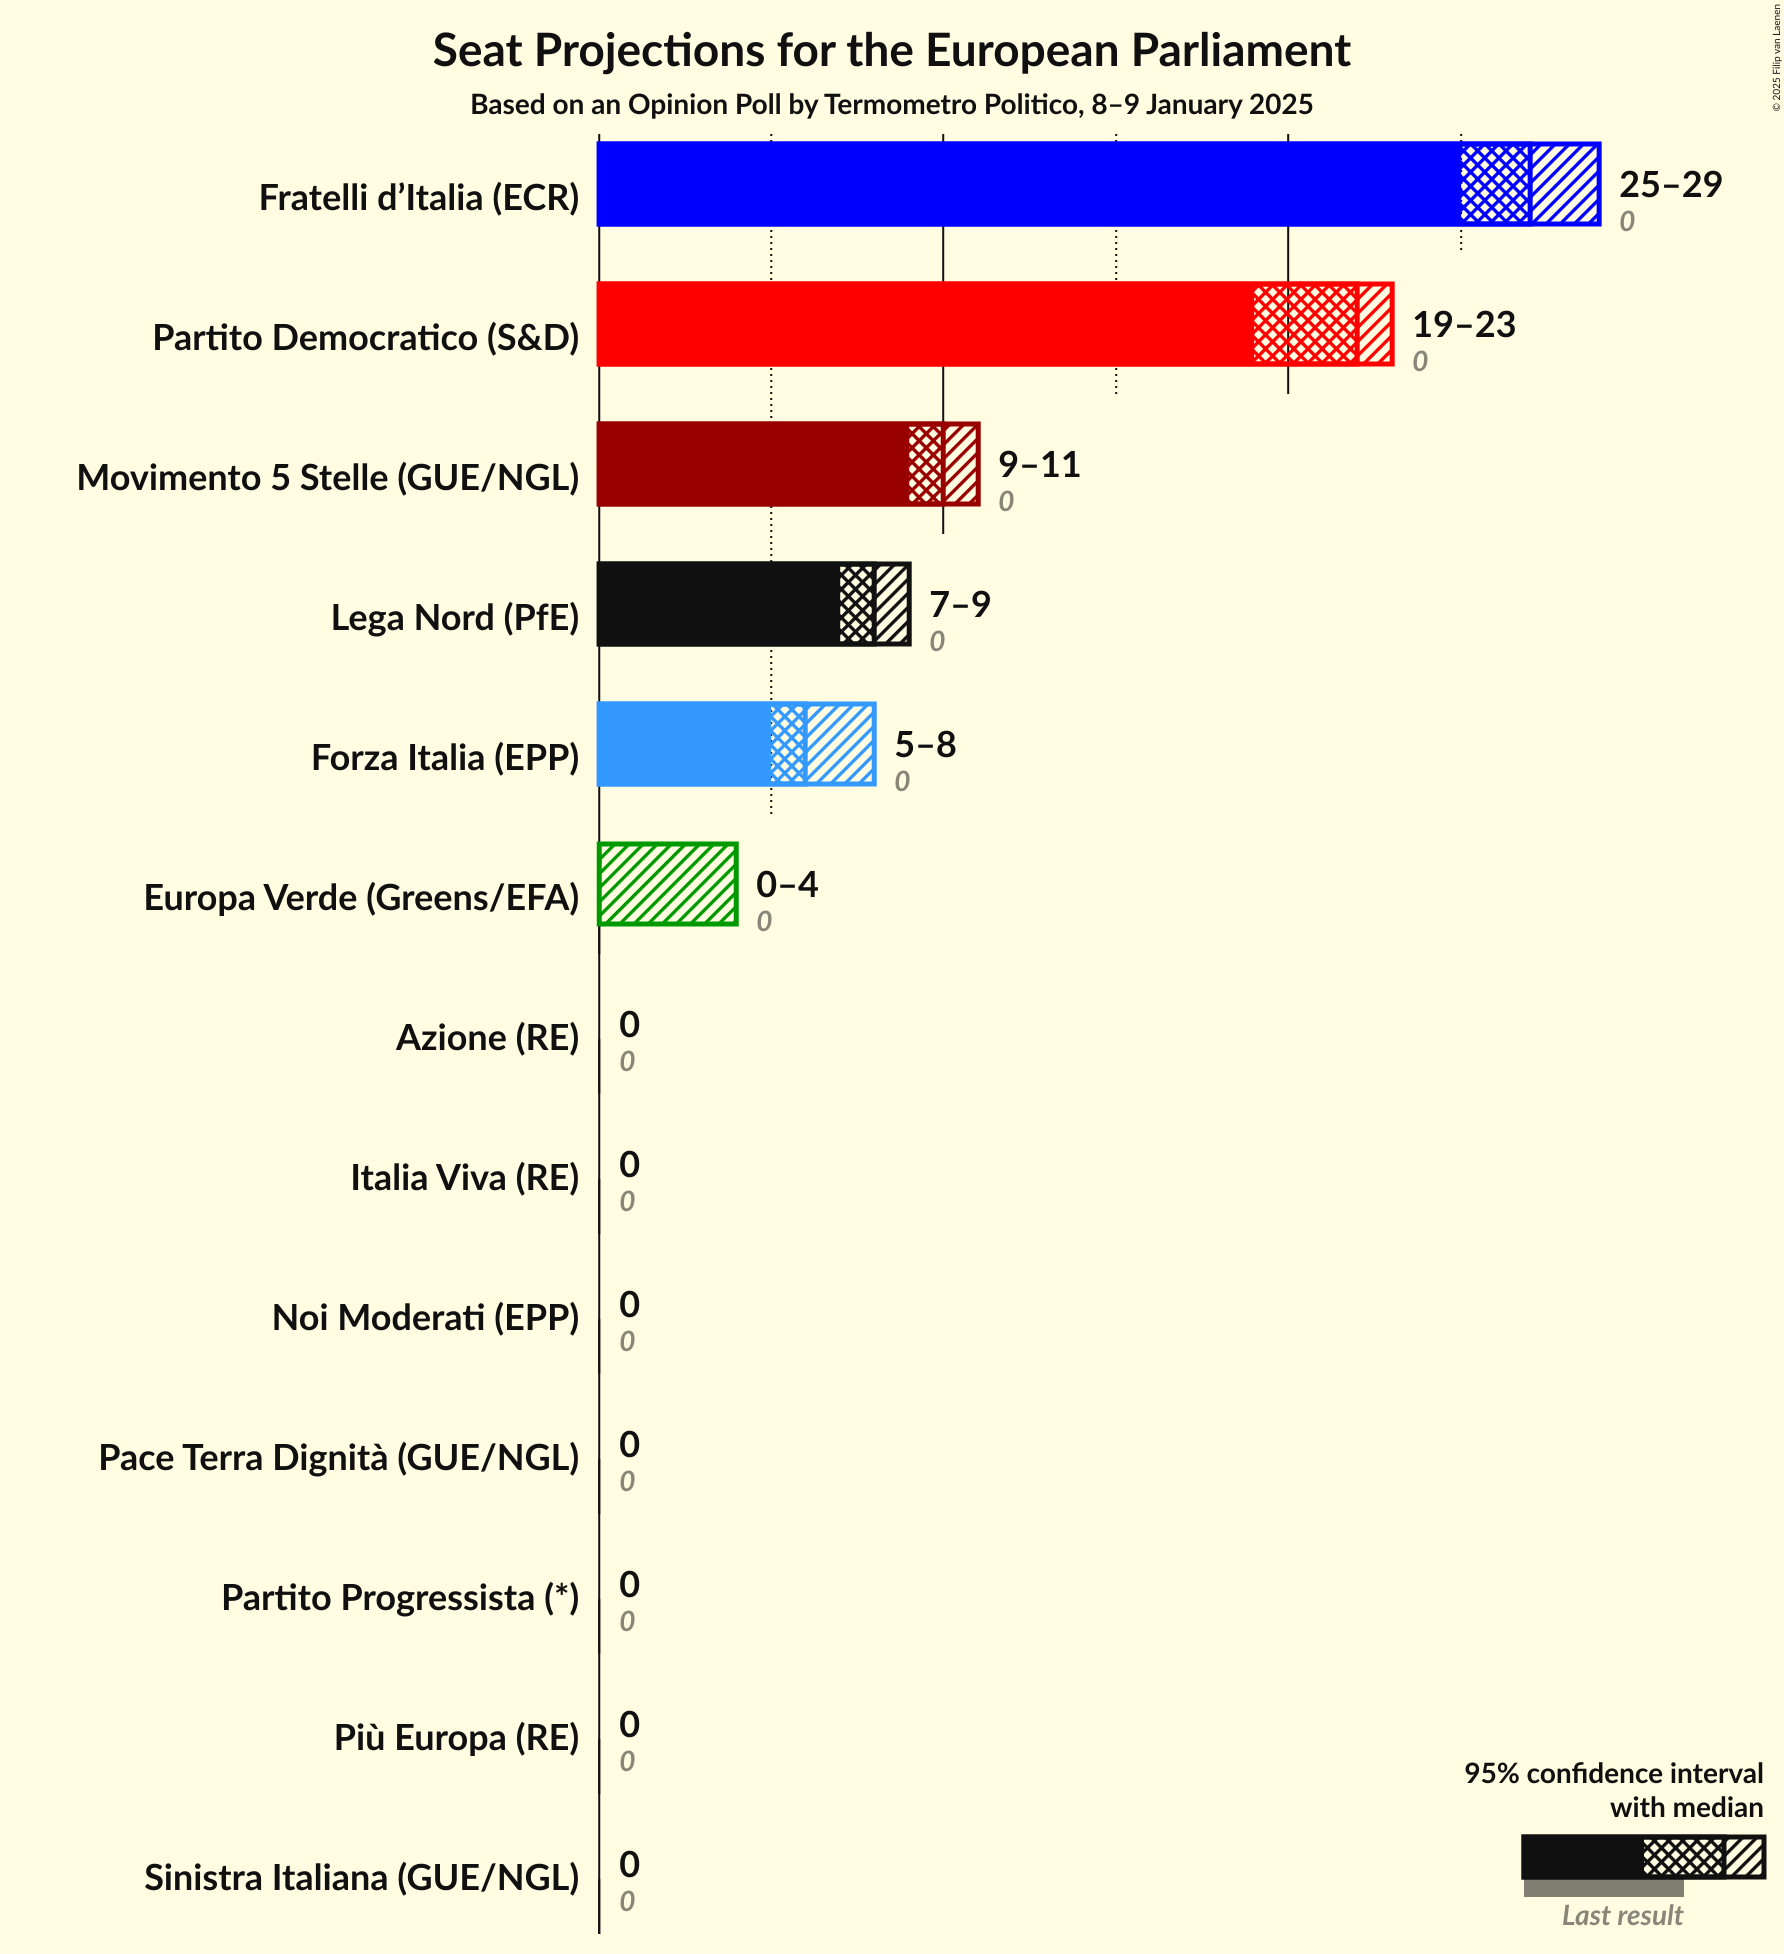 Seat Projections for the European Parliament
Based on an Opinion Poll by Termometro Politico, 8–9 January 2025
© 2025 Filip van Laenen
Fratelli d’Italia (ECR)
25–29
0
Partito Democratico (S&D)
19–23
0
Movimento 5 Stelle (GUE/NGL)
9–11
0
Lega Nord (PfE)
7–9
0
Forza Italia (EPP)
5–8
0
Europa Verde (Greens/EFA)
0–4
0
Azione (RE)
0
0
Italia Viva (RE)
0
0
Noi Moderati (EPP)
0
0
Pace Terra Dignità (GUE/NGL)
0
0
Partito Progressista (*)
0
0
Più Europa (RE)
0
0
Sinistra Italiana (GUE/NGL)
0
0
95% confidence interval
with median
Last result